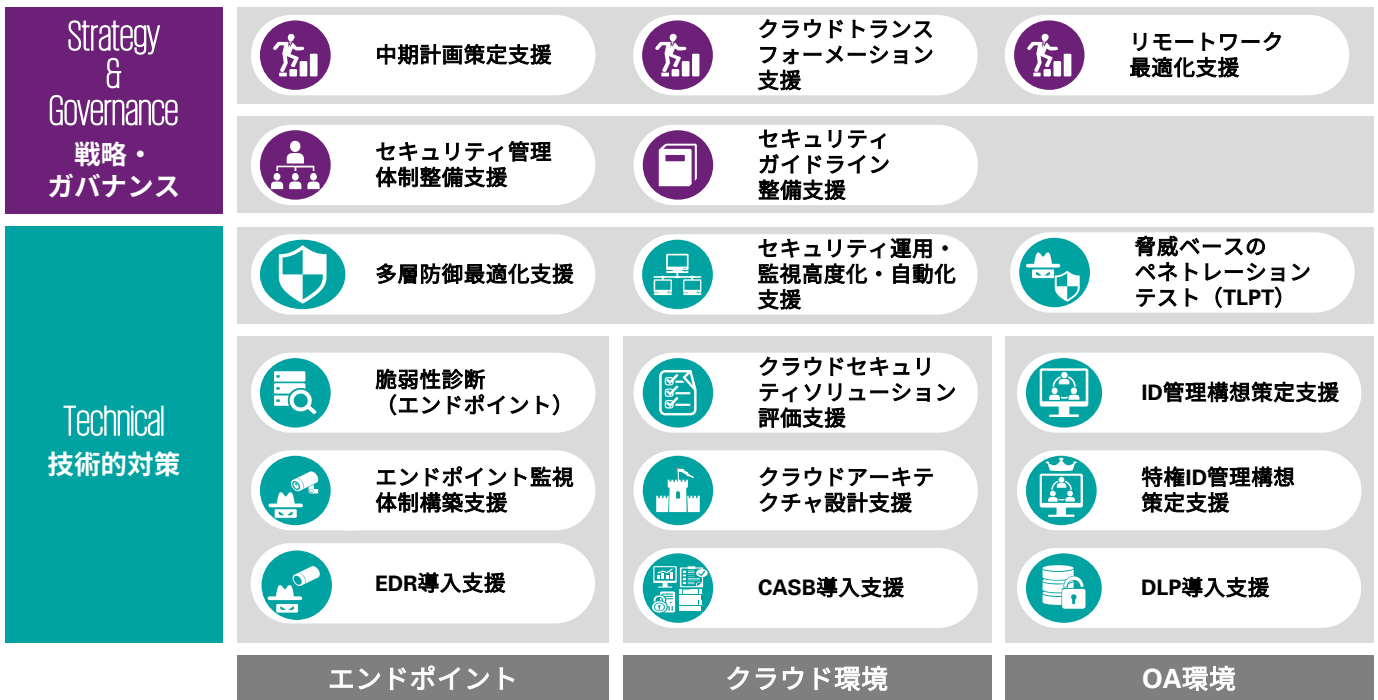 Strategy
&
Governance
戦略・
ガバナンス
中期計画策定支援
クラウドトランス
フォーメーション
支援
リモートワーク
最適化支援
セキュリティ管理
体制整備支援
セキュリティ
ガイドライン
整備支援
Technical
技術的対策
多層防御最適化支援
セキュリティ運用・
監視高度化・自動化
支援
脅威ベースの
ペネトレーション
テスト（TLPT）
脆弱性診断
（エンドポイント）
クラウドセキュリ
ティソリューション
評価支援
ID管理構想策定支援
エンドポイント監視
体制構築支援
クラウドアーキテ
クチャ設計支援
特権ID管理構想
策定支援
EDR導入支援
CASB導入支援
DLP導入支援
エンドポイント
クラウド環境
OA環境